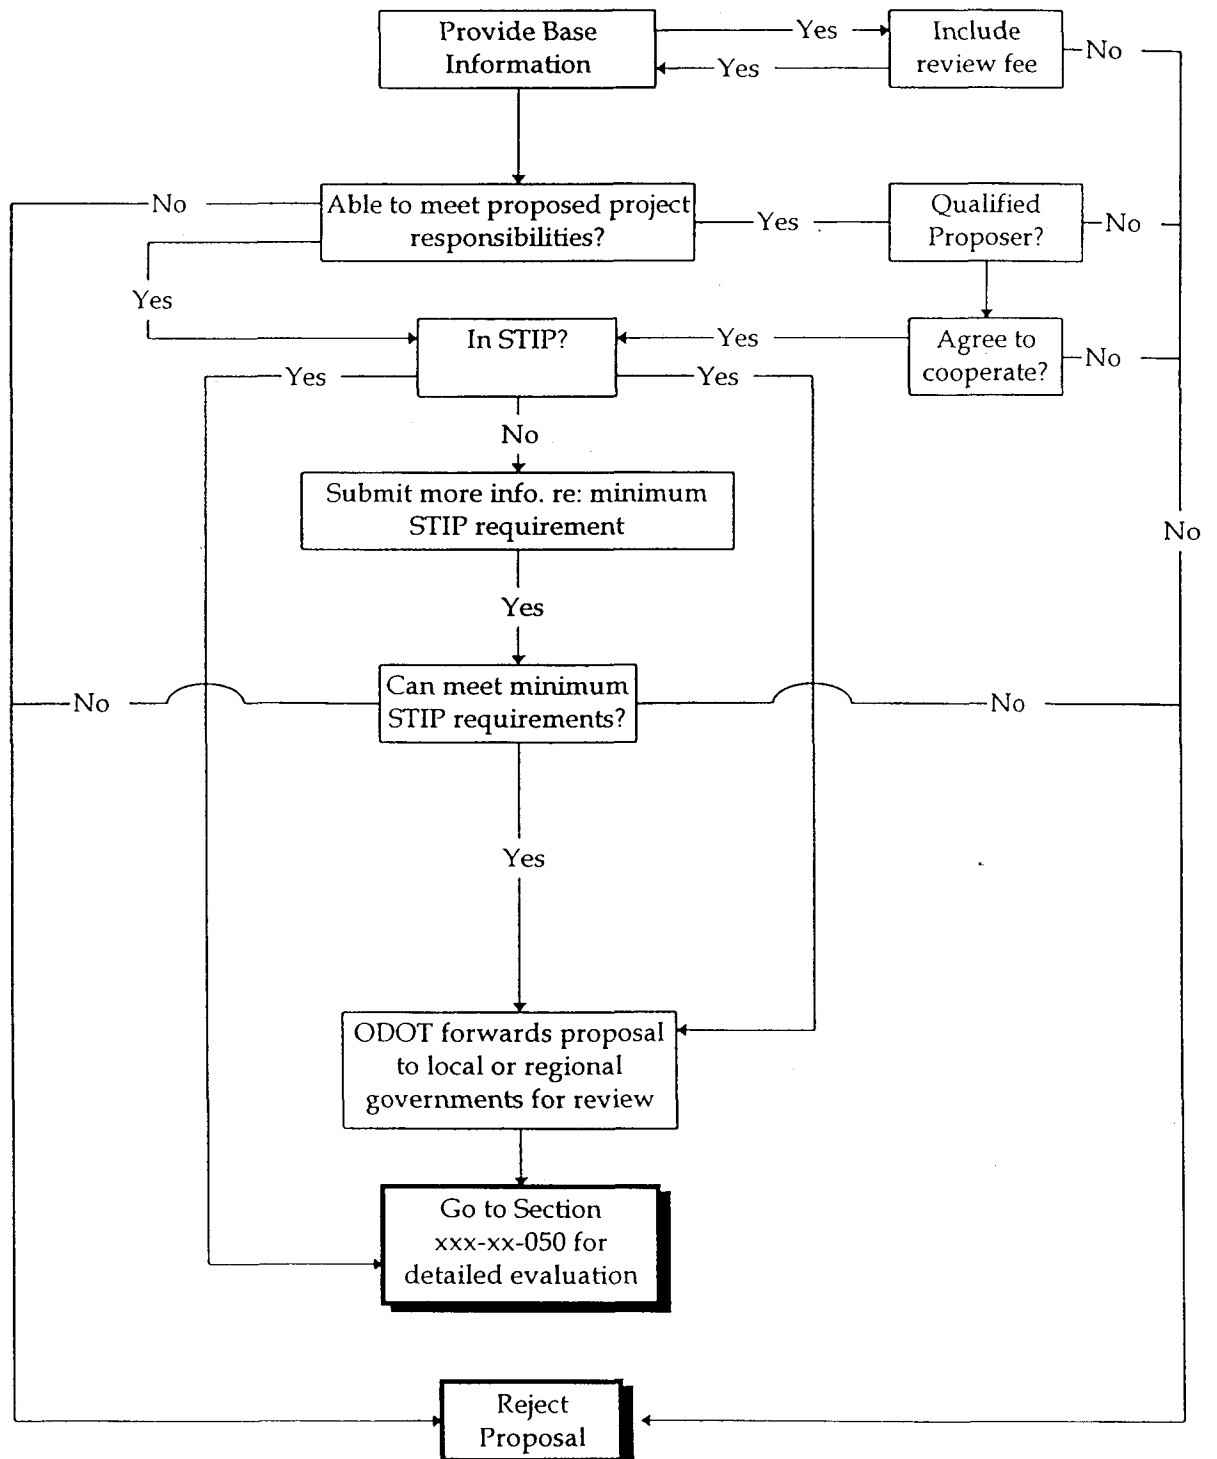 Provide Base
Information
Yes
Yes
Include
review fee
No
No
Able to meet proposed project
responsibilities?
Yes
Qualified
Proposer?
No
Yes
In STIP?
Yes
Agree to
cooperate?
No
Yes
Yes
No
Submit more info. re: minimum
STIP requirement
No
Yes
Can meet minimum
STIP requirements?
No
No
Yes
ODOT forwards proposal
to local or regional
governments for review
Go to Section
xxx-xx-050 for
detailed evaluation
Reject
Proposal